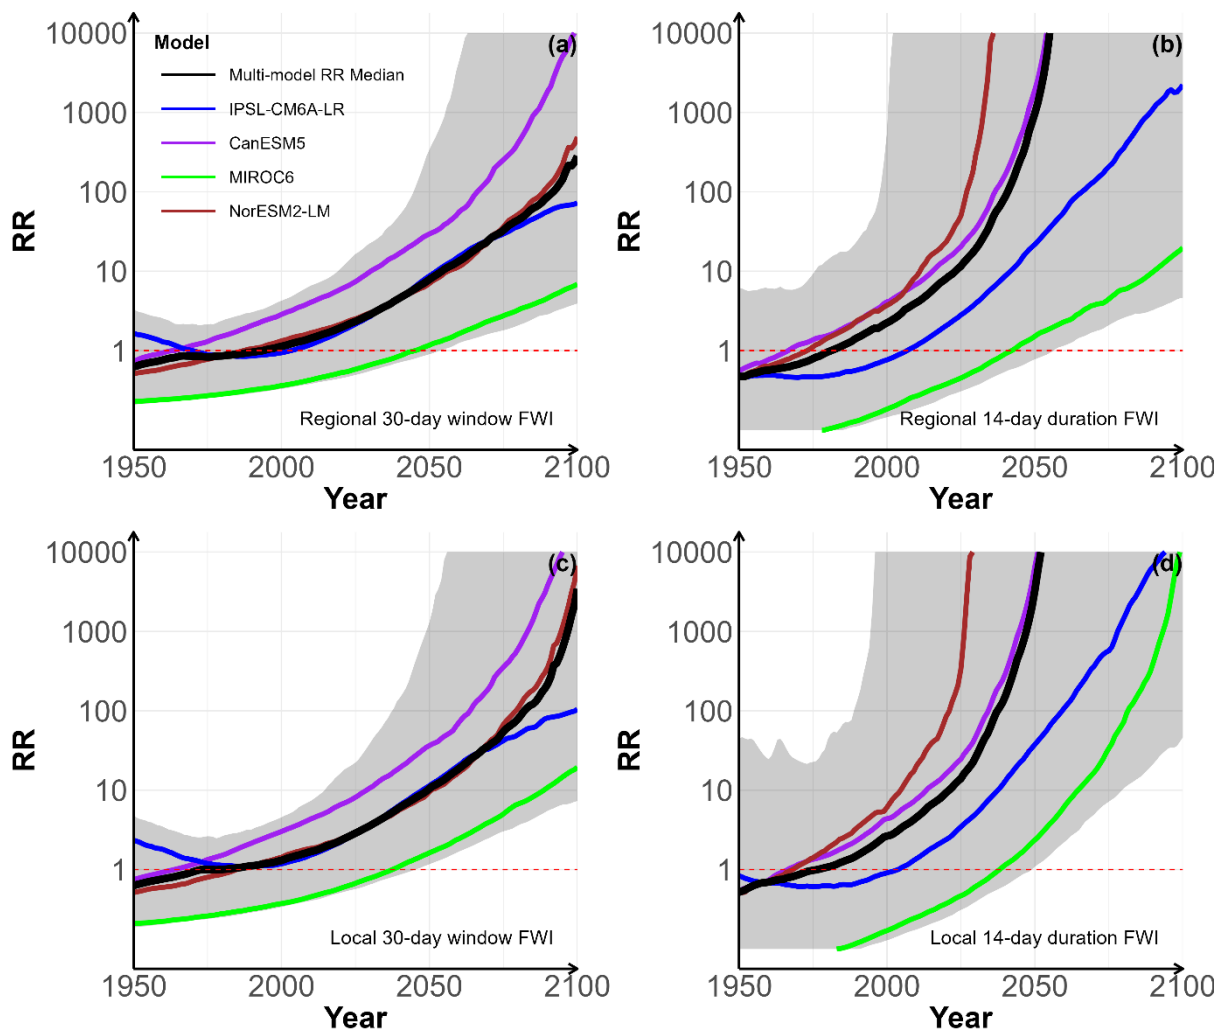 10000
1000
100
10
1
RR
Model
Multi-model RR Median
IPSL-CM6A-LR
CanESM5
MIROC6
NorESM2-LM
(a)
Regional 30-day window FWI
1950 2000 2050 2100
Year
10000
1000
100
10
1
RR
(b)
Regional 14-day duration FWI
1950 2000 2050 2100
Year
10000
1000
100
10
1
RR
(c)
Local 30-day window FWI
1950 2000 2050 2100
Year
10000
1000
100
10
1
RR
(d)
Local 14-day duration FWI
1950 2000 2050 2100
Year